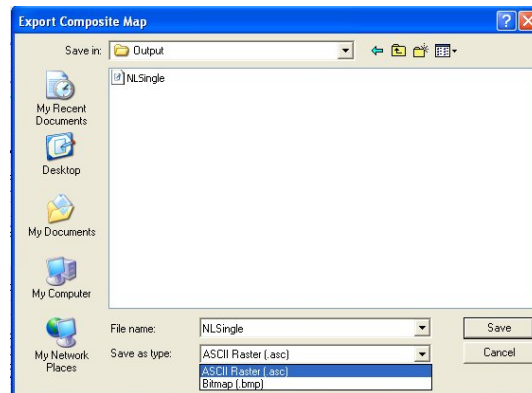 Export Composite Map
Save in: Output
NLSingle
My Recent
Documents
Desktop
My Documents
My Computer
My Network
Places
File name: NLSingle Save
Save as type: ASCII Raster (.asc) Cancel
ASCII Raster (.asc)
Bitmap (.bmp)